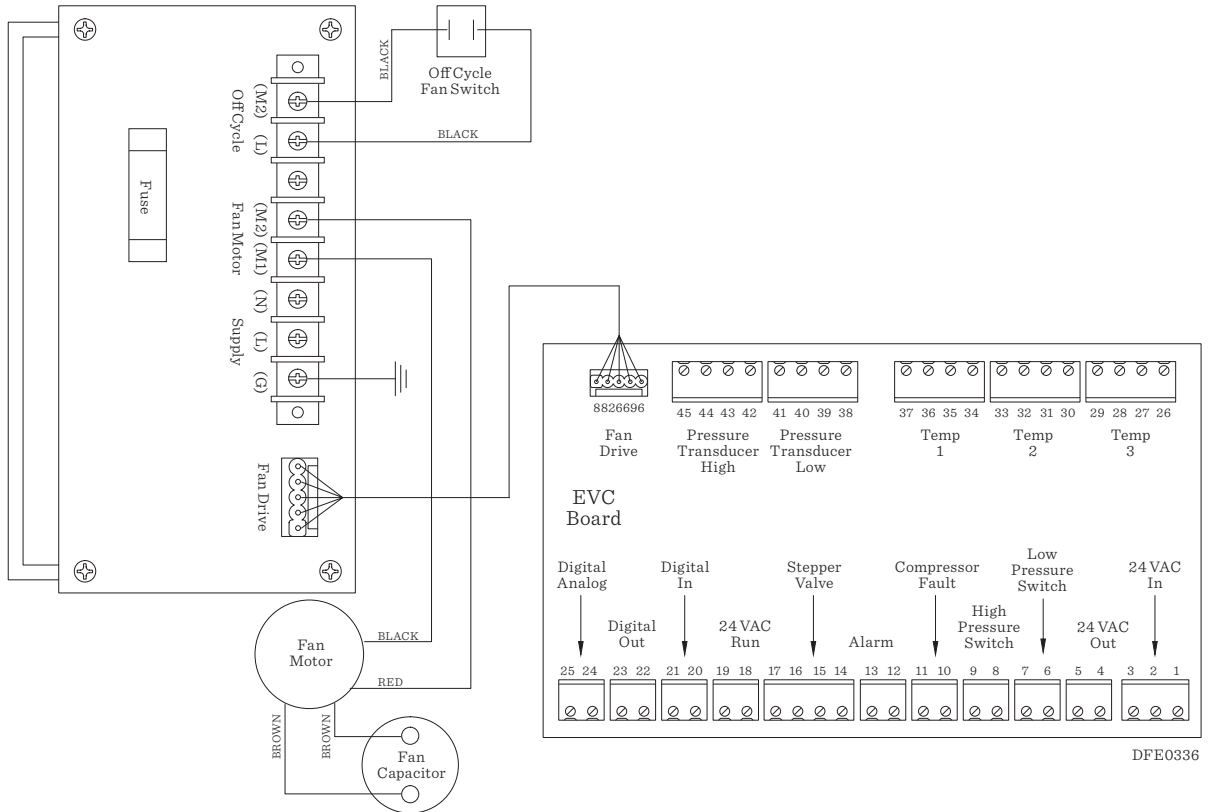 Off Cycle
Fan Switch
BLACK
BLACK
(M2)
(L)
Off Cycle
Fuse
(M2)
(M1)
Fan Motor
(N)
(L)
(G)
Supply
Fan Drive
Fan
Motor
BLACK
RED
BROWN
BROWN
Fan
Capacitor
8826696
Fan
Drive
45 44 43 42
Pressure
Transducer
High
41 40 39 38
Pressure
Transducer
Low
37 36 35 34
Temp
1
33 32 31 30
Temp
2
29 28 27 26
Temp
3
EVC
Board
Digital
Analog
25 24
Digital
Out
23 22
Digital
In
21 20
24 VAC
Run
19 18
Stepper
Valve
17 16 15 14
Alarm
13 12
Compressor
Fault
11 10
High
Pressure
Switch
9 8
Low
Pressure
Switch
7 6
24 VAC
Out
5 4
24 VAC
In
3 2 1
DFE0336